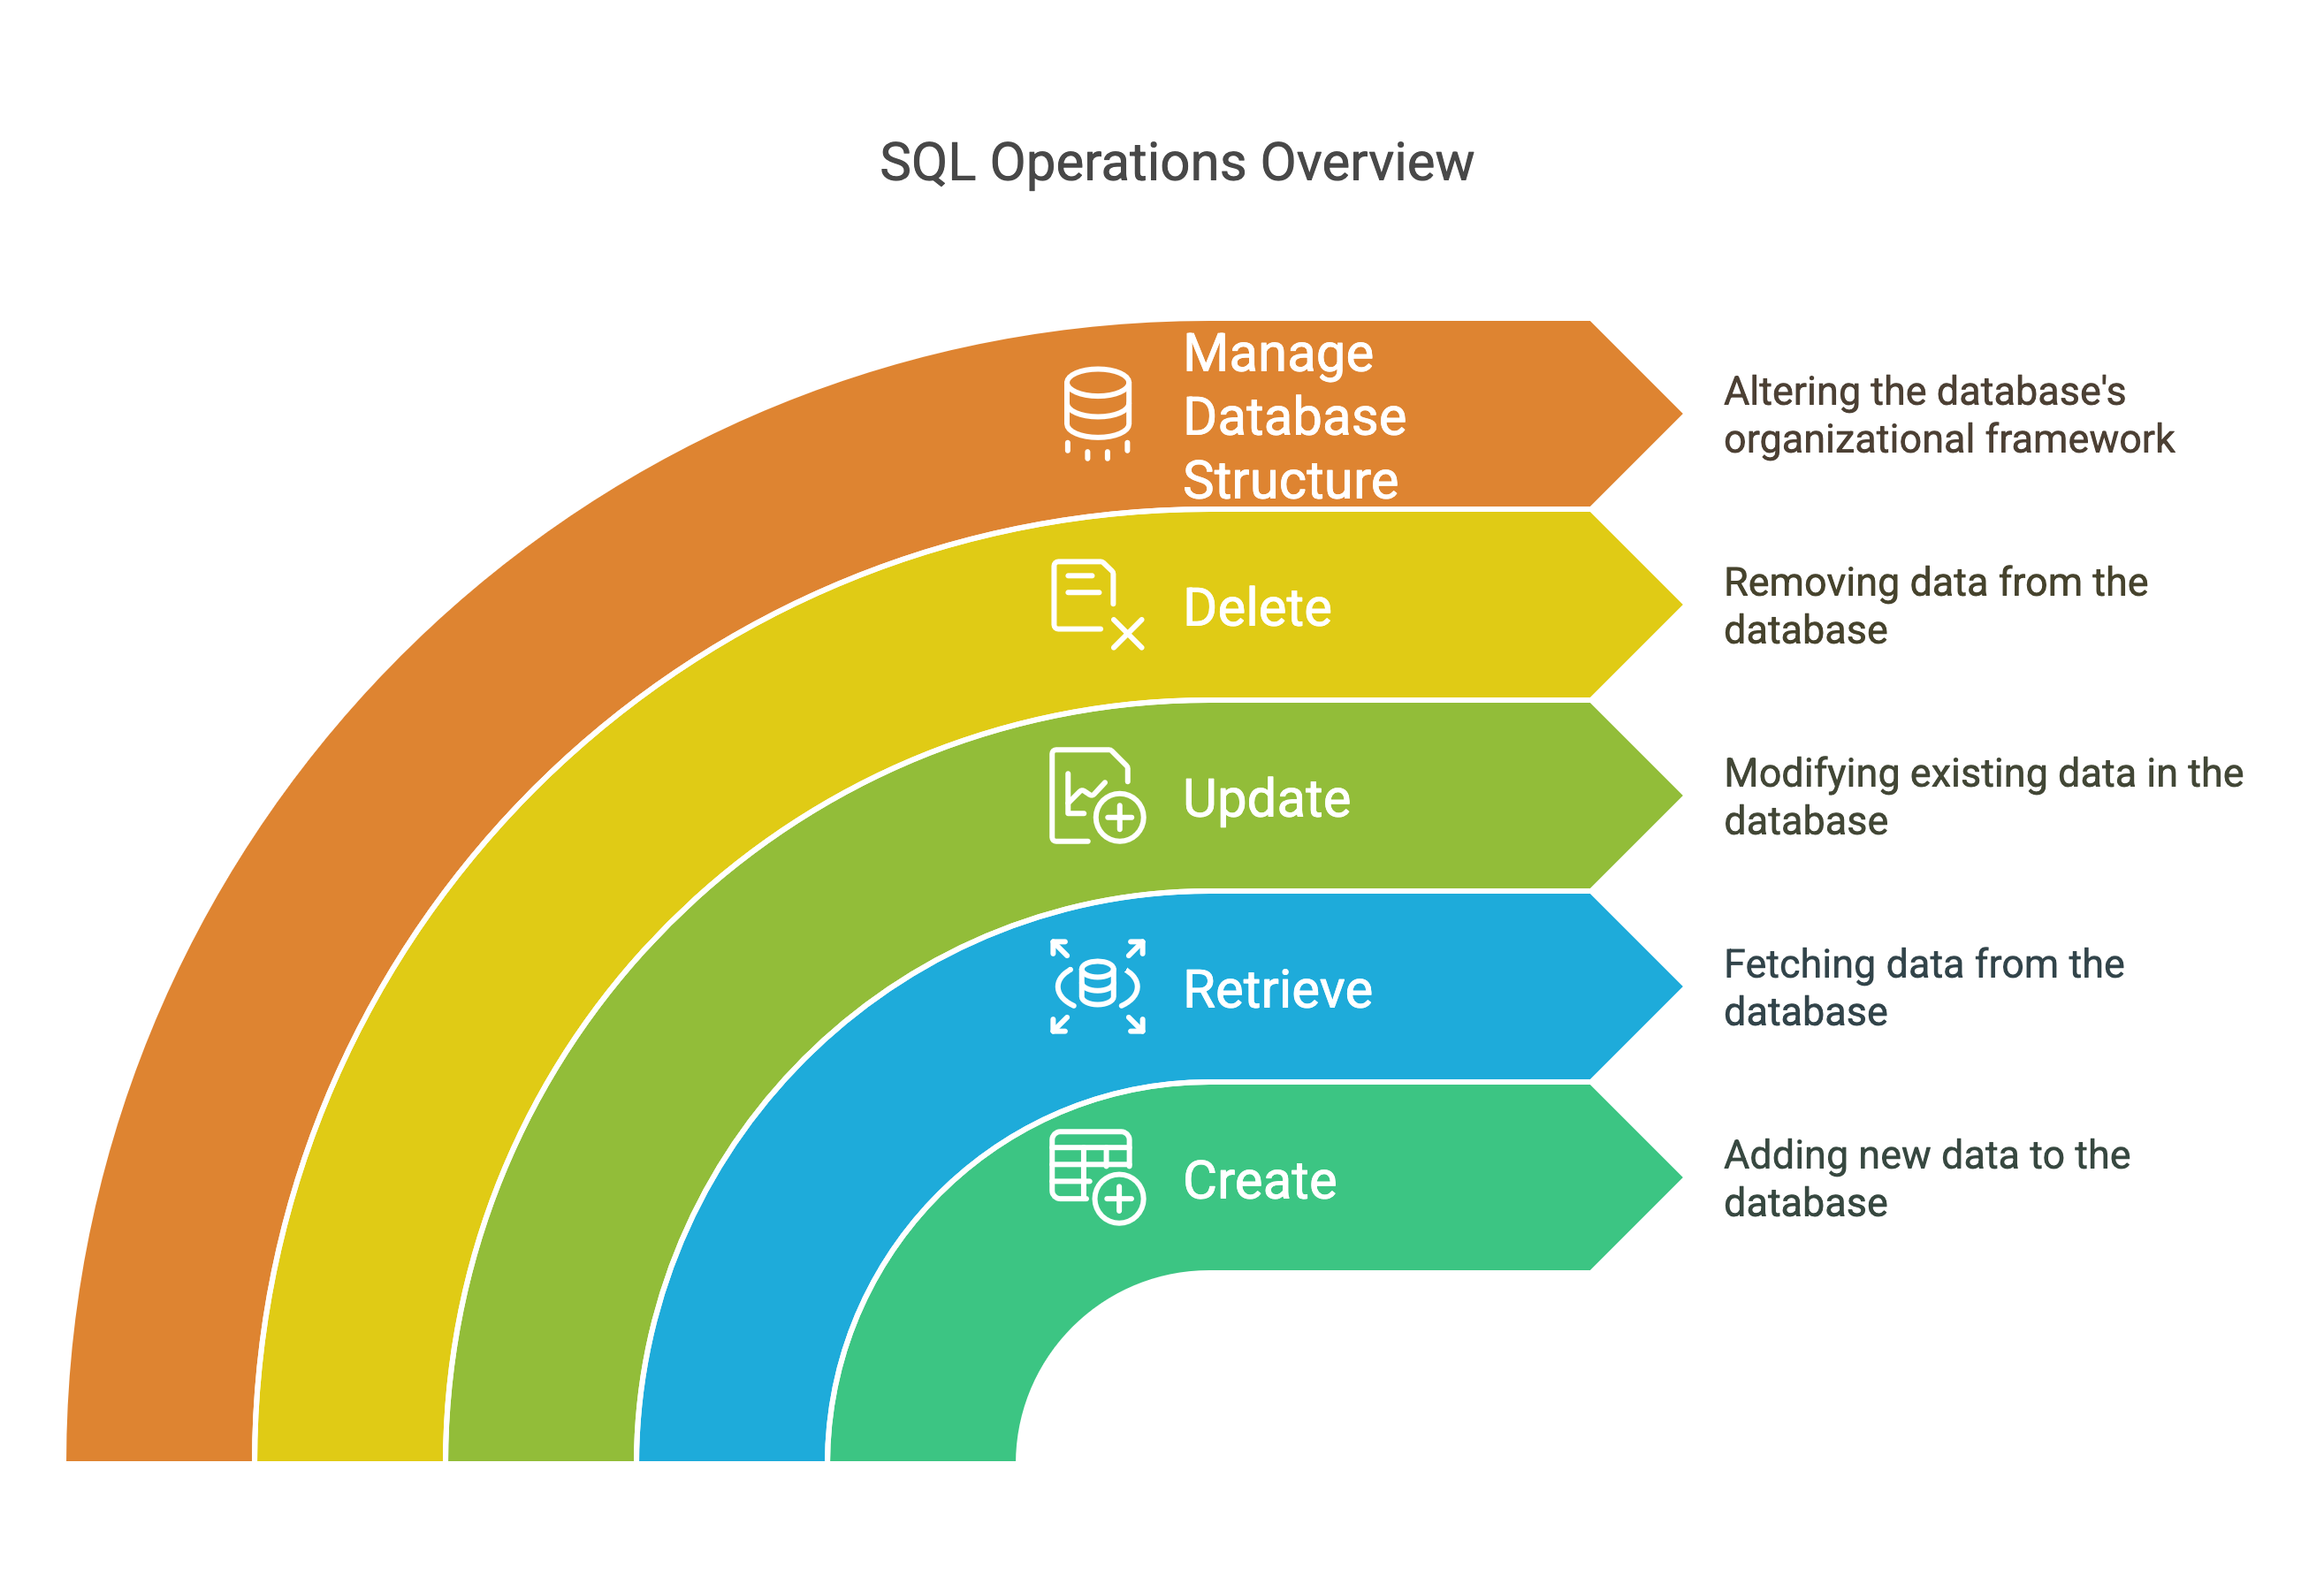 SQL Operations Overview
Manage
Database
Structure
Altering the database's
organizational framework
Delete
Removing data from the
database
Update
Modifying existing data in the
database
Retrieve
Fetching data from the
database
Create
Adding new data to the
database